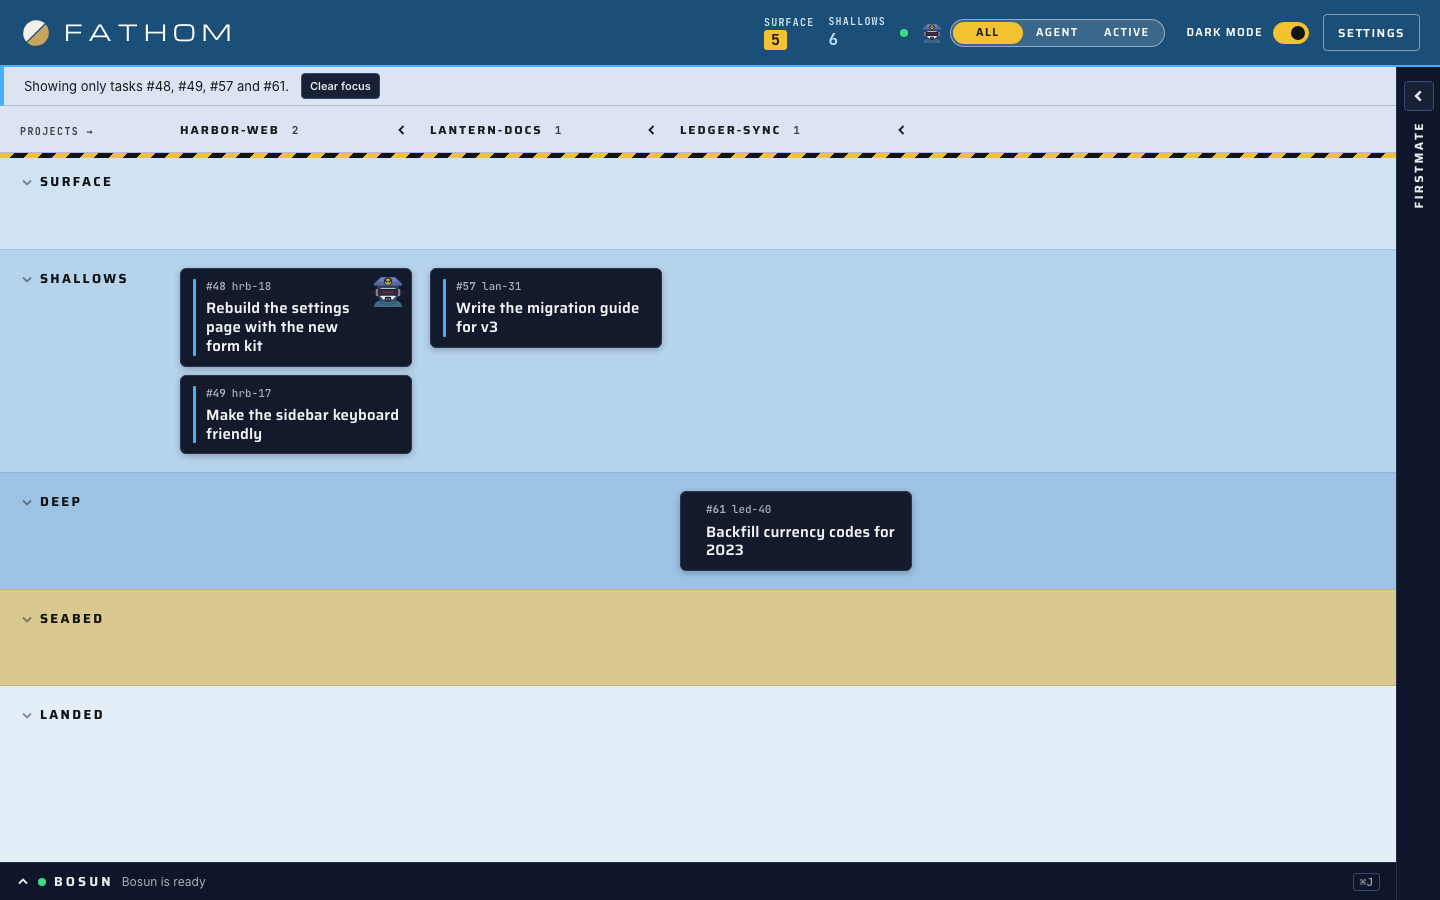 FATHOM
SURFACE
5
SHALLOWS
6
ALL
AGENT
ACTIVE
DARK MODE
SETTINGS
Showing only tasks #48, #49, #57 and #61.
Clear focus
PROJECTS →
HARBOR-WEB 2
LANTERN-DOCS 1
LEDGER-SYNC 1
FIRSTMATE
SURFACE
SHALLOWS
#48 hrb-18
Rebuild the settings
page with the new
form kit
#49 hrb-17
Make the sidebar keyboard
friendly
#57 lan-31
Write the migration guide
for v3
DEEP
#61 led-40
Backfill currency codes for
2023
SEABED
LANDED
BOSUN Bosun is ready
⌘J